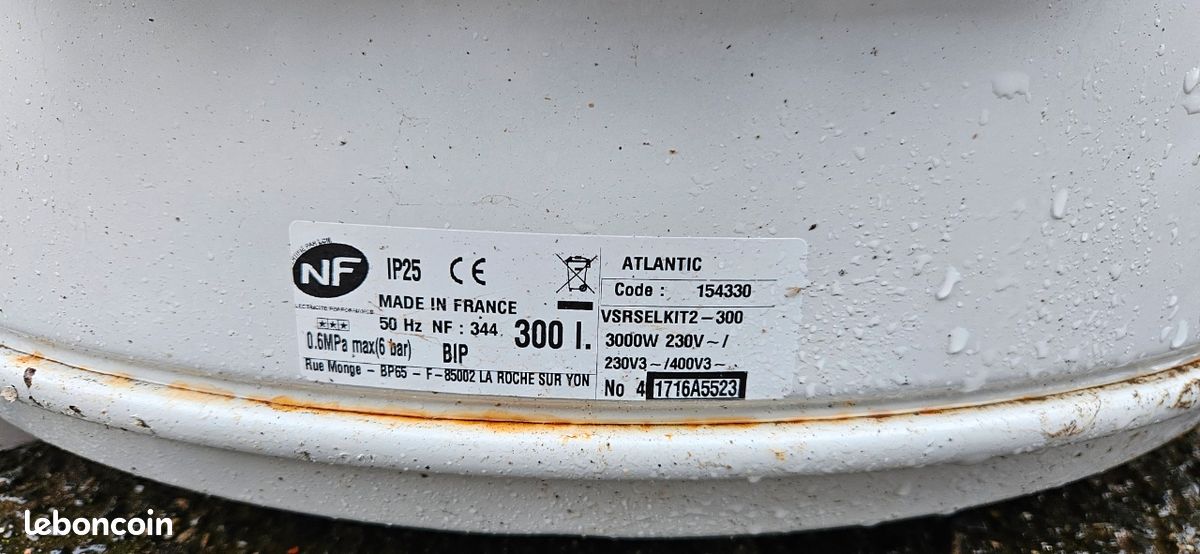 NF
IP25 CE
ELECTRICITE PERFORMANCE
MADE IN FRANCE
50 Hz NF : 344
300 l.
0.6MPa max(6 bar)
BIP
Rue Monge - BP65 - F-85002 LA ROCHE SUR YON
ATLANTIC
Code : 154330
VSRSELKIT2-300
3000W 230V~/
230V3~/400V3~
No 4 1716A5523
leboncoin